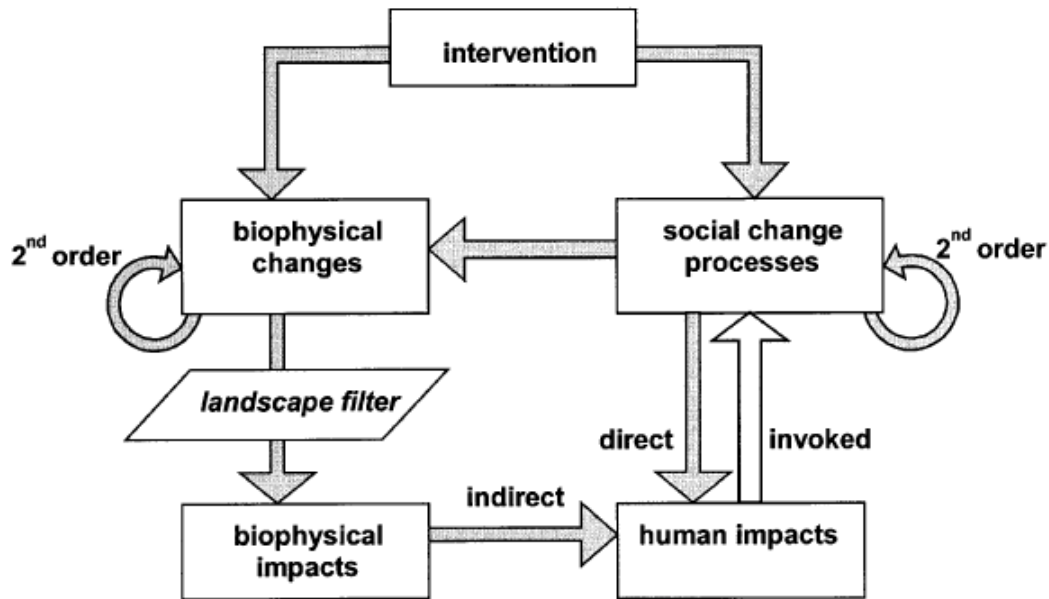 intervention
biophysical
changes
social change
processes
2nd order
2nd order
landscape filter
direct
invoked
indirect
biophysical
impacts
human impacts